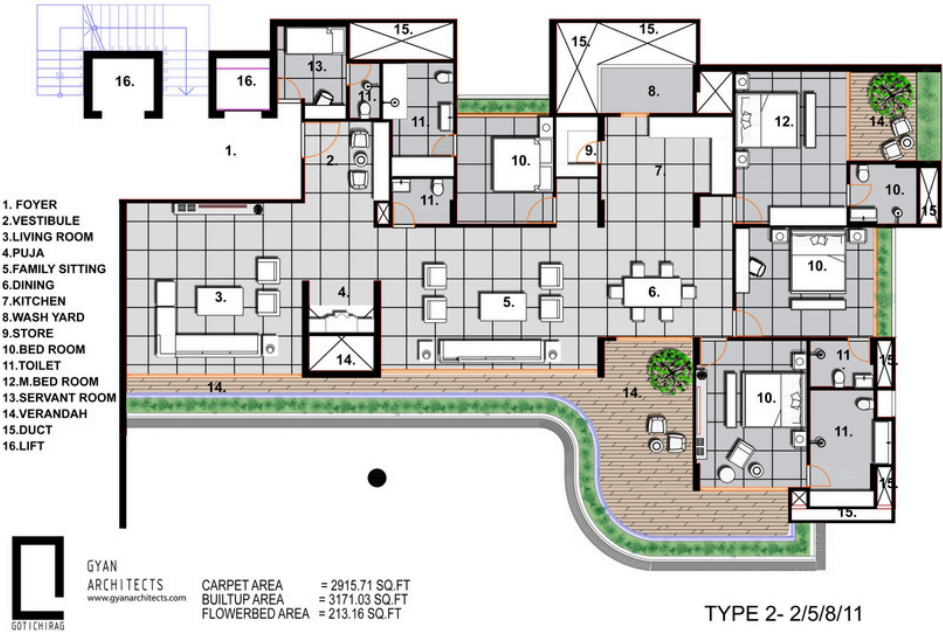 15.
15.
15.
16.
16.
13.
11.
8.
12.
14.
11.
1.
2.
10.
9.
7.
11.
10.
15.
1. FOYER
2.VESTIBULE
3.LIVING ROOM
4.PUJA
5.FAMILY SITTING
6.DINING
7.KITCHEN
8.WASH YARD
9.STORE
10.BED ROOM
11.TOILET
12.M.BED ROOM
13.SERVANT ROOM
14.VERANDAH
15.DUCT
16.LIFT
3.
4.
5.
6.
10.
14.
14.
14.
11.
15.
10.
11.
15.
15.
GOTICHIRAG
GYAN
ARCHITECTS
www.gyanarchitects.com
CARPET AREA = 2915.71 SQ.FT
BUILTUP AREA = 3171.03 SQ.FT
FLOWERBED AREA = 213.16 SQ.FT
TYPE 2- 2/5/8/11